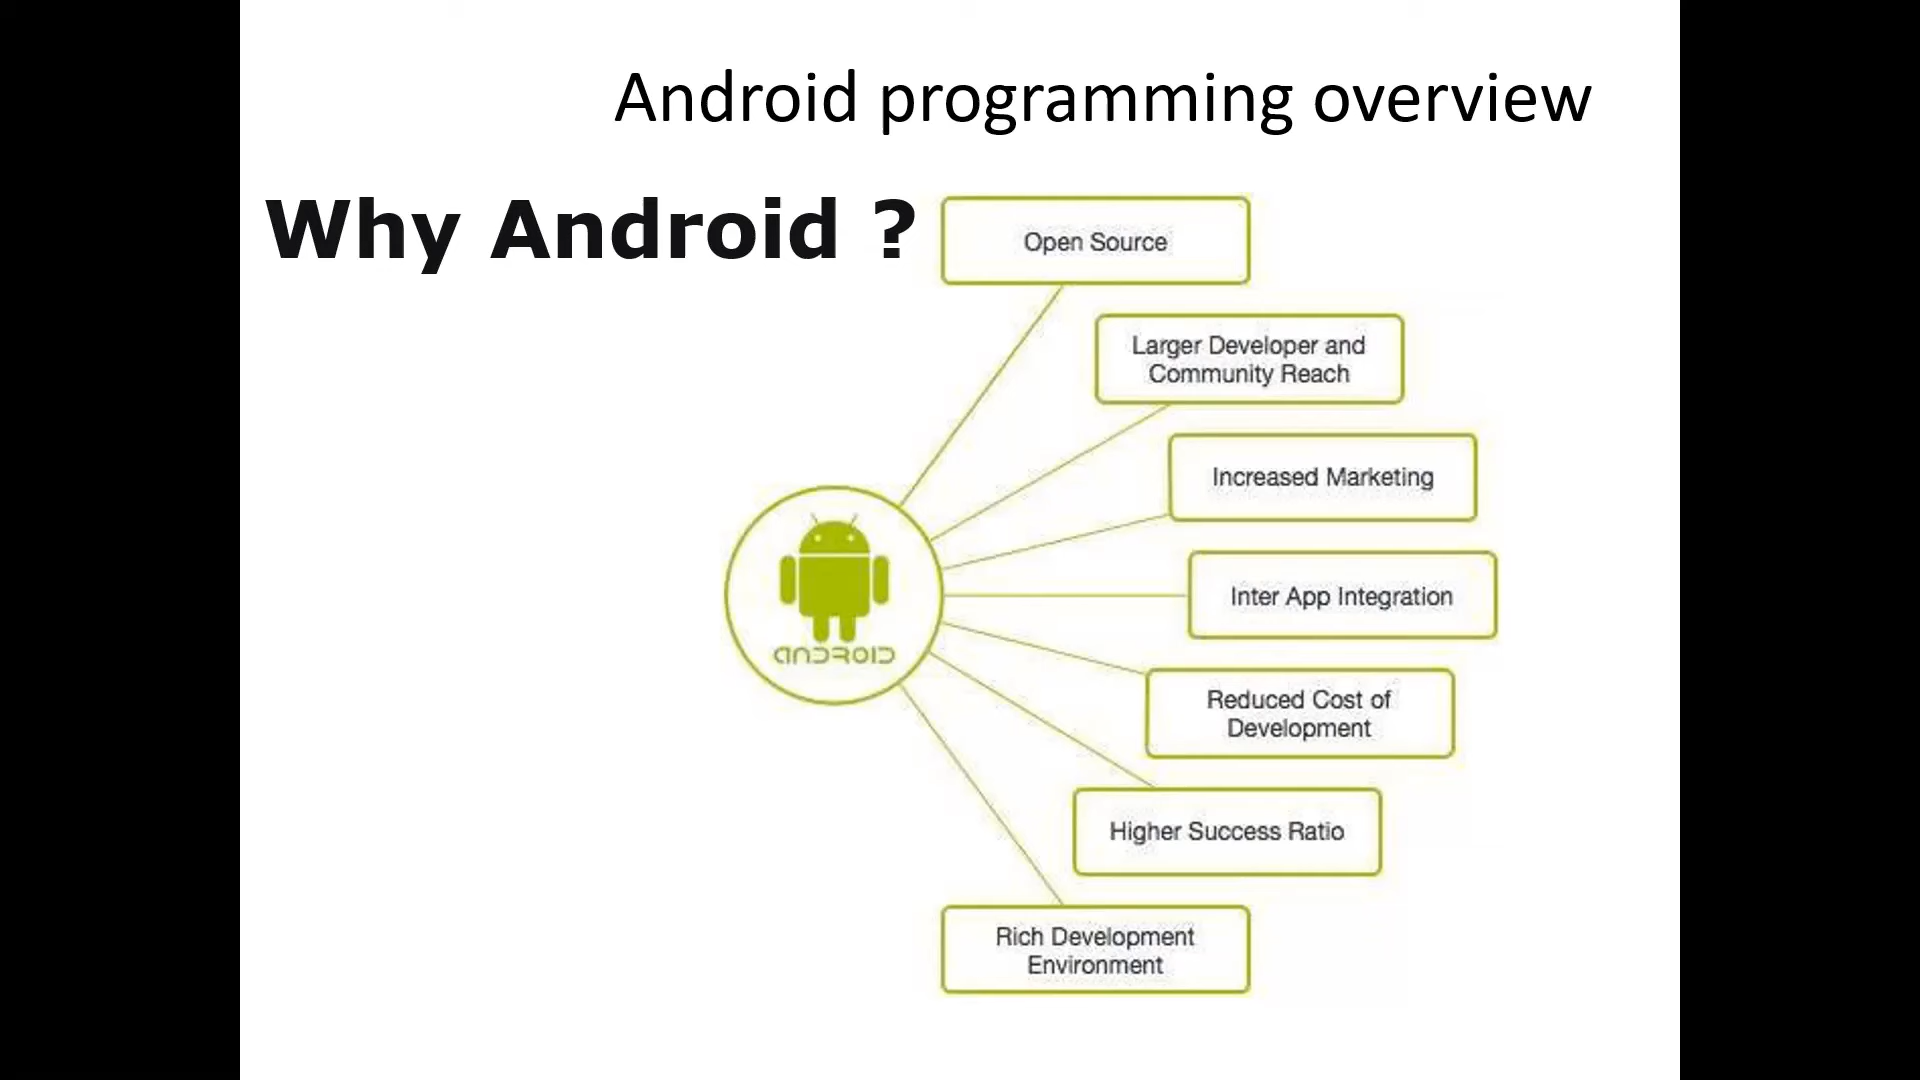 Android programming overview
Why Android ?
Open Source
Larger Developer and
Community Reach
Increased Marketing
Inter App Integration
ANDROID
Reduced Cost of
Development
Higher Success Ratio
Rich Development
Environment